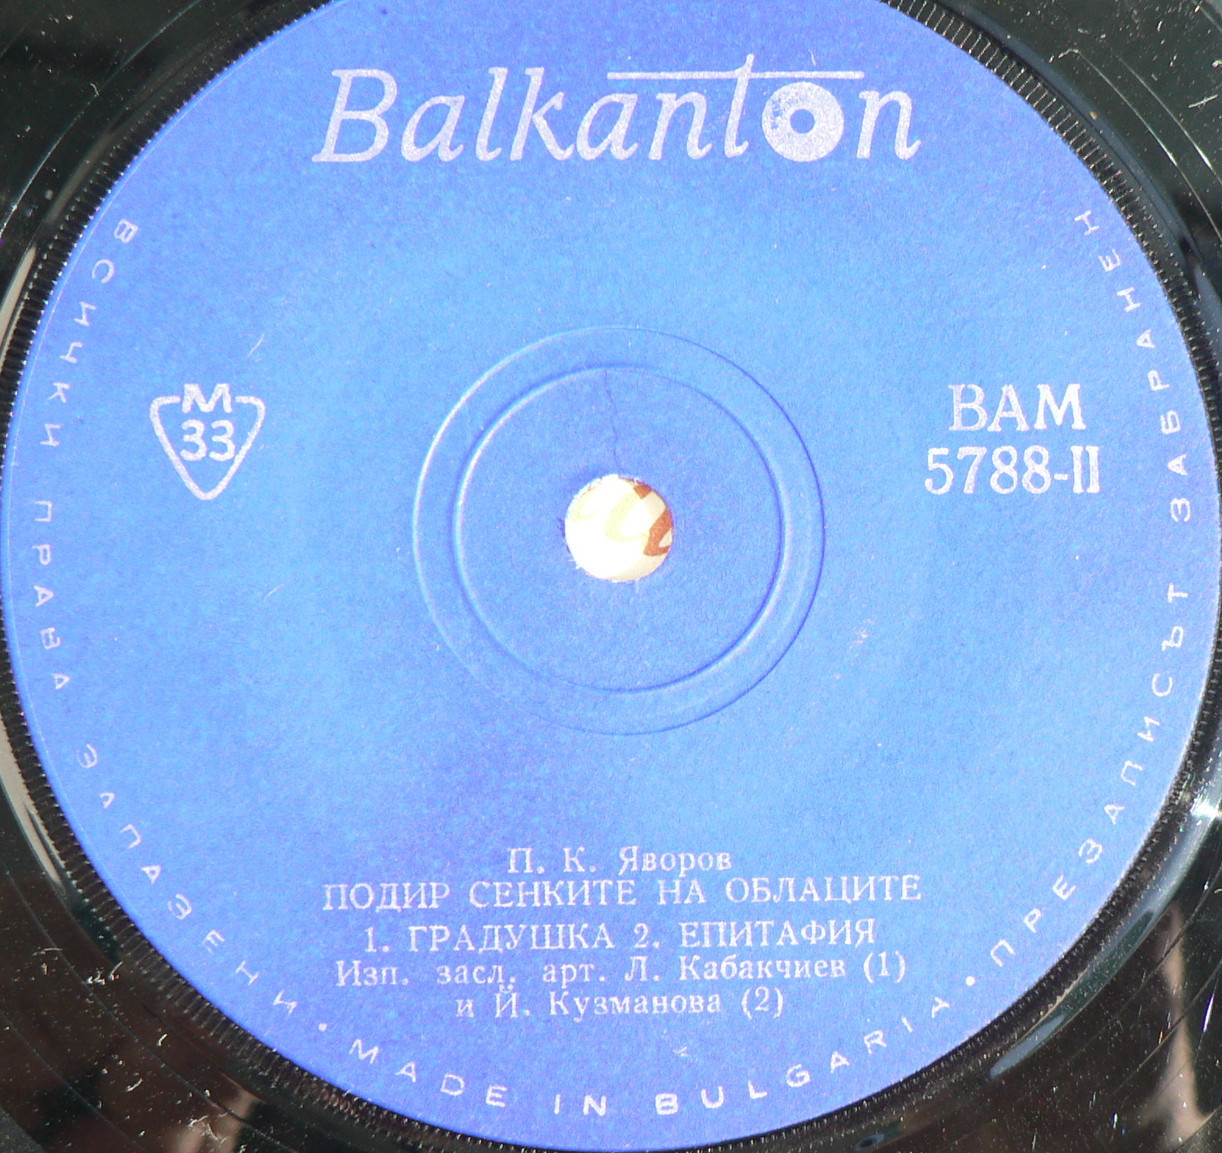 Balkanton
М
33
ВАМ
5788-II
П. К. Яворов
ПОДИР СЕНКИТЕ НА ОБЛАЦИТЕ
1. ГРАДУШКА 2. ЕПИТАФИЯ
Изп. засл. арт. Л. Кабакчиев (1)
и Й. Кузманова (2)
ВСИЧКИ ПРАВА ЗАПАЗЕНИ • MADE IN BULGARIA • ПРЕЗАПИСЪТ ЗАБРАНЕН